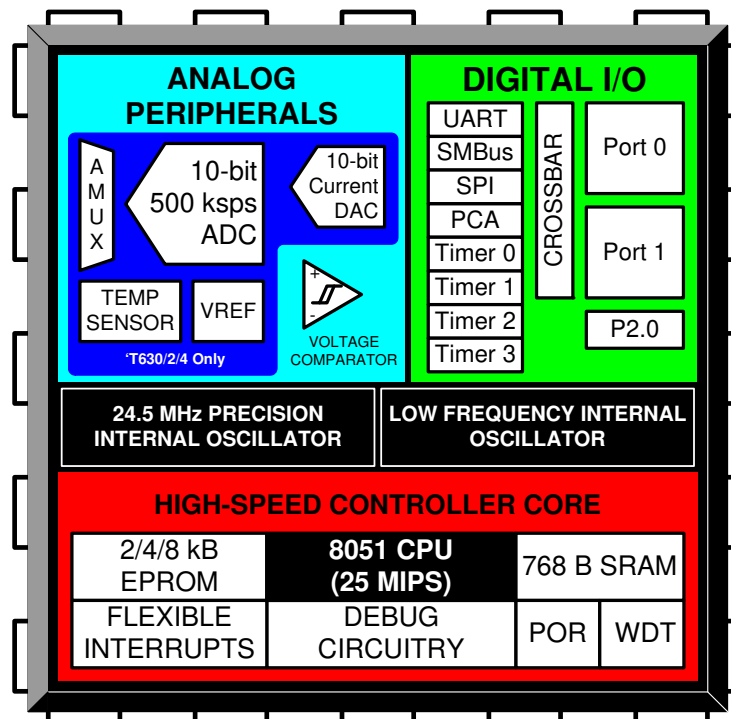 ANALOG
PERIPHERALS
A
M
U
X
10-bit
500 ksps
ADC
10-bit
Current
DAC
TEMP
SENSOR
VREF
+
-
VOLTAGE
COMPARATOR
‘T630/2/4 Only
DIGITAL I/O
UART
SMBus
SPI
PCA
Timer 0
Timer 1
Timer 2
Timer 3
CROSSBAR
Port 0
Port 1
P2.0
24.5 MHz PRECISION
INTERNAL OSCILLATOR
LOW FREQUENCY INTERNAL
OSCILLATOR
HIGH-SPEED CONTROLLER CORE
2/4/8 kB
EPROM
8051 CPU
(25 MIPS)
768 B SRAM
FLEXIBLE
INTERRUPTS
DEBUG
CIRCUITRY
POR
WDT